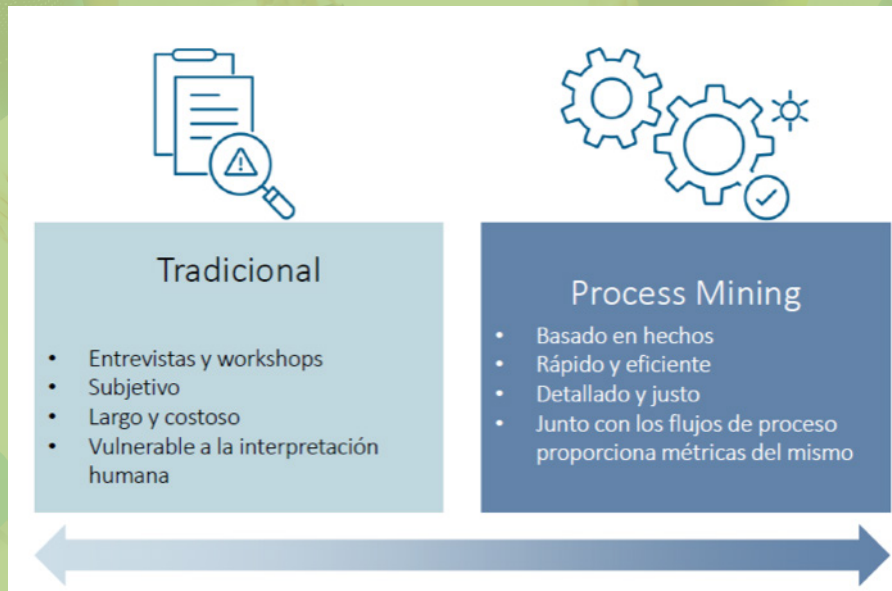 Tradicional
• Entrevistas y workshops
• Subjetivo
• Largo y costoso
• Vulnerable a la interpretación
humana
Process Mining
• Basado en hechos
• Rápido y eficiente
• Detallado y justo
• Junto con los flujos de proceso
proporciona métricas del mismo